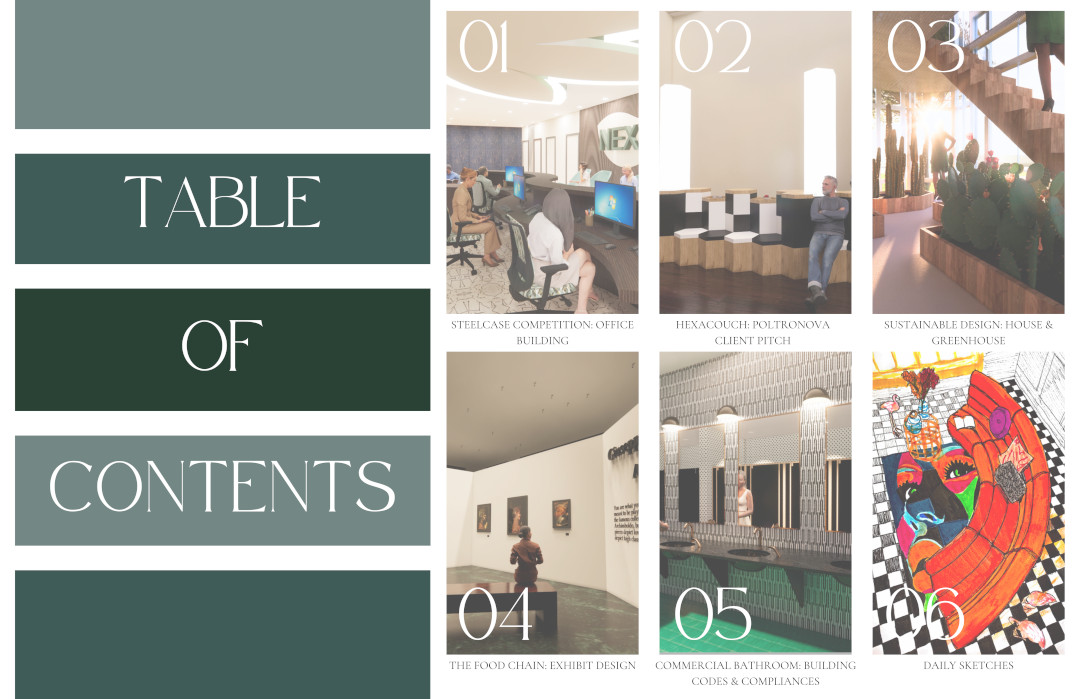 TABLE
OF
CONTENTS
01
02
03
NEX
STEELCASE COMPETITION: OFFICE
BUILDING
HEXACOUCH: POLTRONOVA
CLIENT PITCH
SUSTAINABLE DESIGN: HOUSE &
GREENHOUSE
04
05
06
THE FOOD CHAIN: EXHIBIT DESIGN
COMMERCIAL BATHROOM: BUILDING
CODES & COMPLIANCES
DAILY SKETCHES